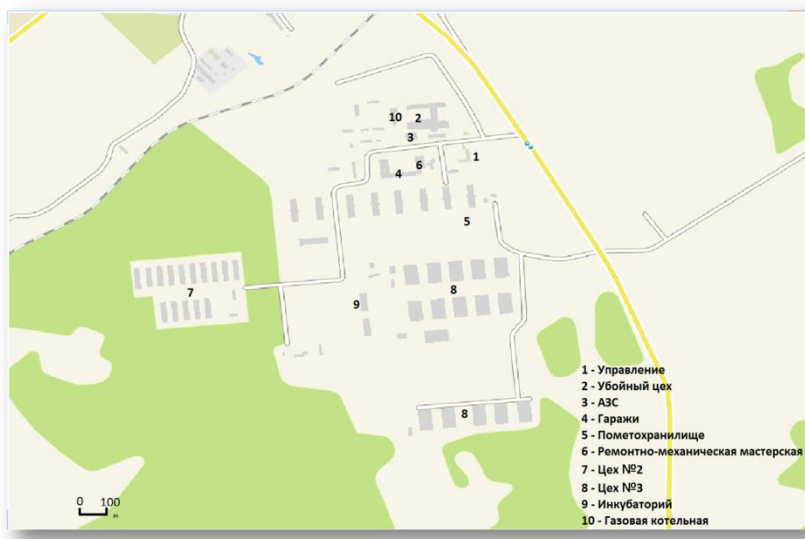 10
2
3
6
1
4
5
7
8
9
8
1 - Управление
2 - Убойный цех
3 - АЗС
4 - Гаражи
5 - Пометохранилище
6 - Ремонтно-механическая мастерская
7 - Цех №2
8 - Цех №3
9 - Инкубаторий
10 - Газовая котельная
0 100
м